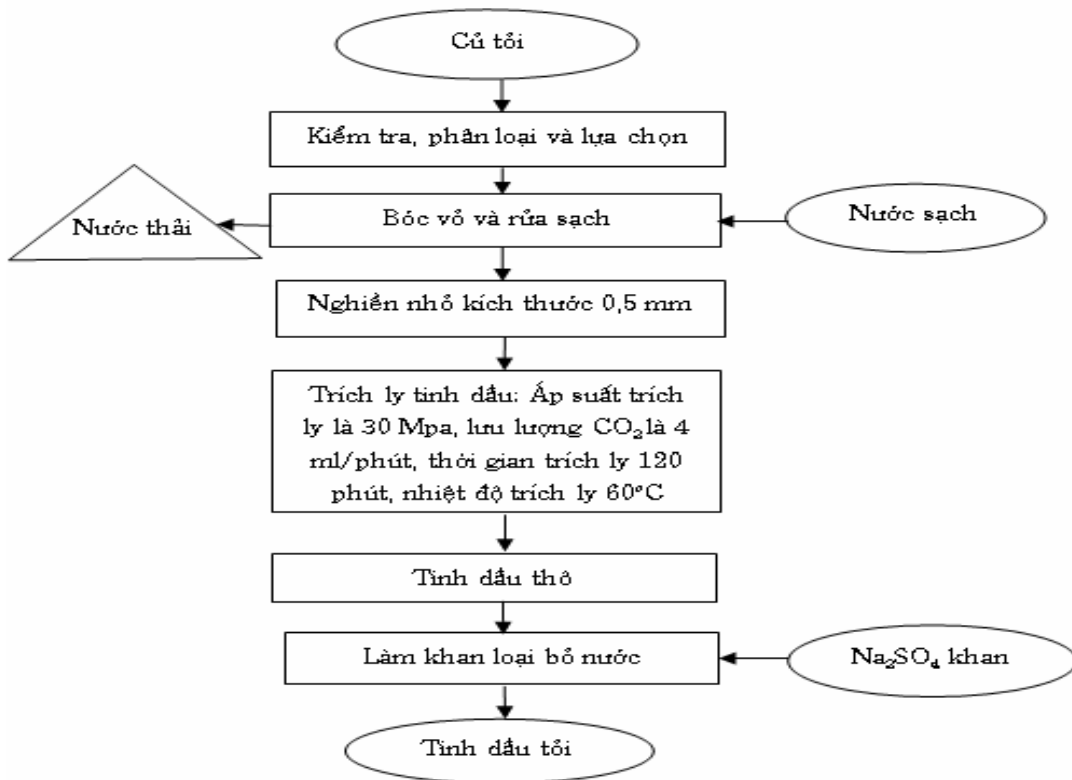 Củ tỏi
Kiểm tra, phân loại và lựa chọn
Nước thải
Bóc vỏ và rửa sạch
Nước sạch
Nghiền nhỏ kích thước 0,5 mm
Trích ly tinh dầu: Áp suất trích
ly là 30 Mpa, lưu lượng CO₂ là 4
ml/phút, thời gian trích ly 120
phút, nhiệt độ trích ly 60°C
Tinh dầu thô
Làm khan loại bỏ nước
Na₂SO₄ khan
Tinh dầu tỏi